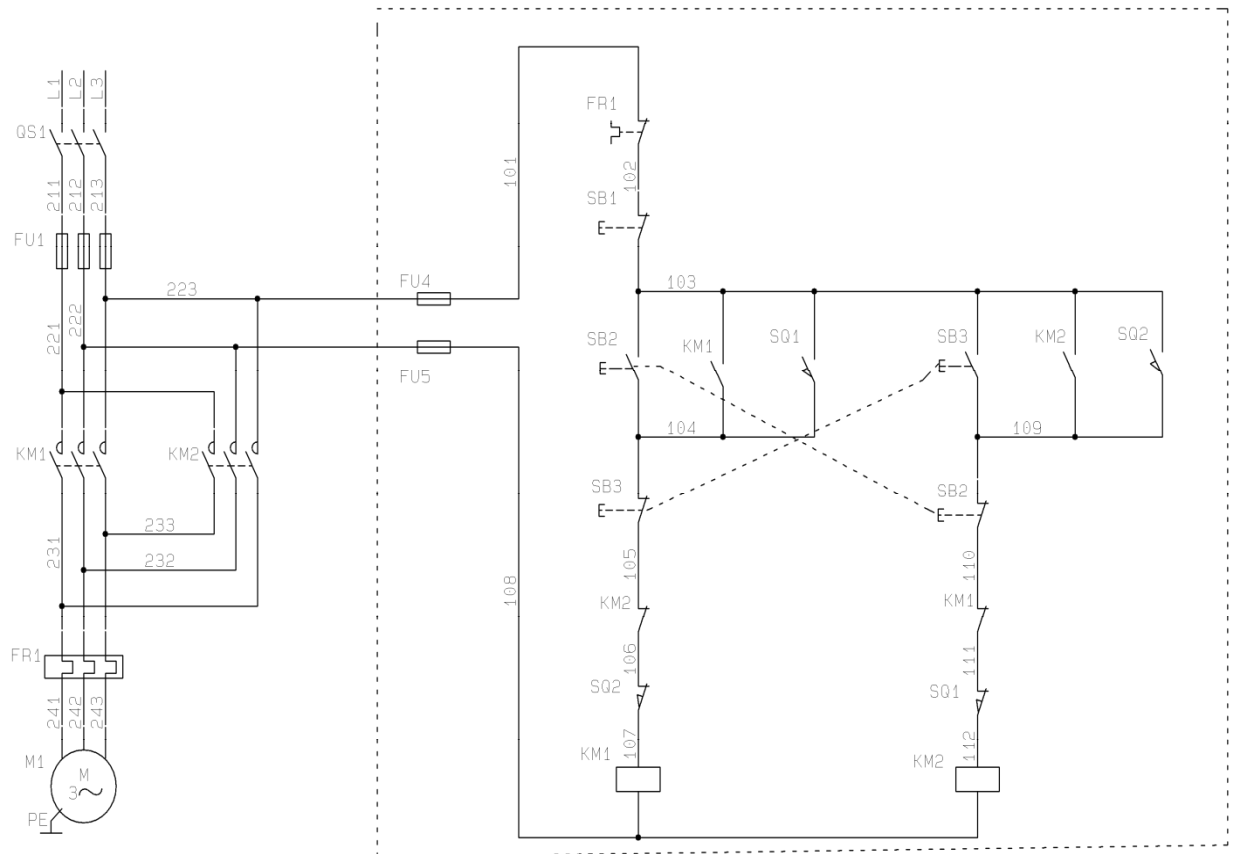 L1 L2 L3
QS1
211 212 213
FU1
223
221 222
KM1 KM2
233
231 232
FR1
241 242 243
M1
M
3~
PE
FU4
FU5
101
108
FR1
102
SB1
103
SB2 KM1 SQ1 SB3 KM2 SQ2
104 109
SB3 SB2
105 110
KM2 KM1
106 111
SQ2 SQ1
107 112
KM1 KM2